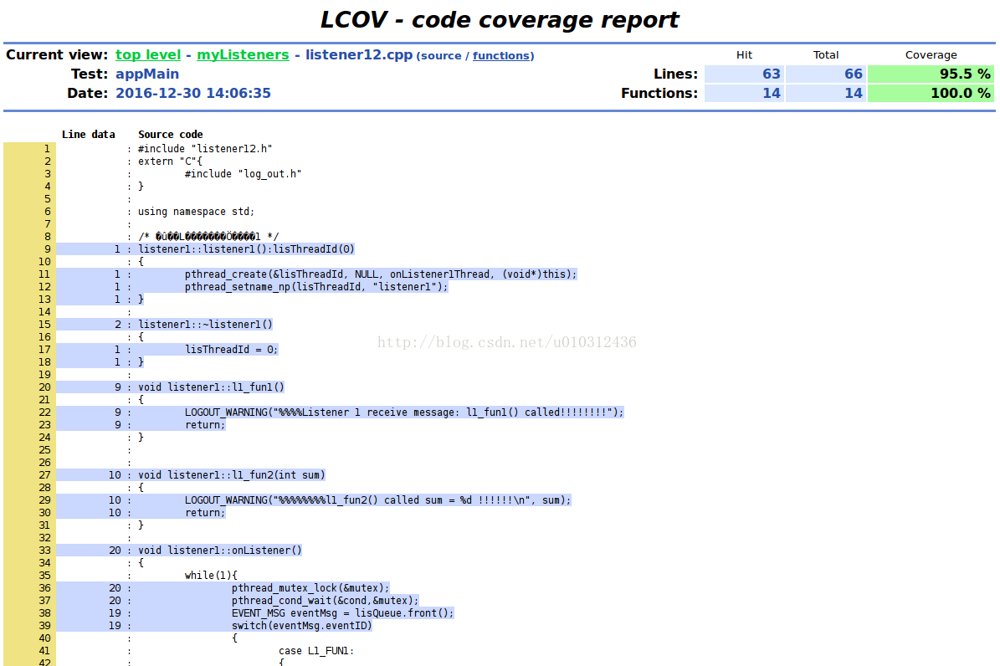 LCOV - code coverage report
Current view: top level - myListeners - listener12.cpp (source / functions) Hit Total Coverage
Test: appMain Lines: 63 66 95.5 %
Date: 2016-12-30 14:06:35 Functions: 14 14 100.0 %
Line data Source code
1 : #include "listener12.h"
2 : extern "C"{
3 : #include "log_out.h"
4 : }
5 :
6 : using namespace std;
7 :
8 : /* �û��L�������Ö����1 */
9 1 : listener1::listener1():lisThreadId(0)
10 : {
11 1 : pthread_create(&lisThreadId, NULL, onListener1Thread, (void*)this);
12 1 : pthread_setname_np(lisThreadId, "listener1");
13 1 : }
14 :
15 2 : listener1::~listener1()
16 : {
17 1 : lisThreadId = 0;
18 1 : }
19 :
20 9 : void listener1::l1_fun1()
21 : {
22 9 : LOGOUT_WARNING("%%%%Listener 1 receive message: l1_fun1() called!!!!!!!!");
23 9 : return;
24 : }
25 :
26 :
27 10 : void listener1::l1_fun2(int sum)
28 : {
29 10 : LOGOUT_WARNING("%%%%%%%%l1_fun2() called sum = %d !!!!!!\n", sum);
30 10 : return;
31 : }
32 :
33 20 : void listener1::onListener()
34 : {
35 : while(1){
36 20 : pthread_mutex_lock(&mutex);
37 20 : pthread_cond_wait(&cond,&mutex);
38 19 : EVENT_MSG eventMsg = lisQueue.front();
39 19 : switch(eventMsg.eventID)
40 : {
41 : case L1_FUN1:
42 : {
http://blog.csdn.net/u010312436